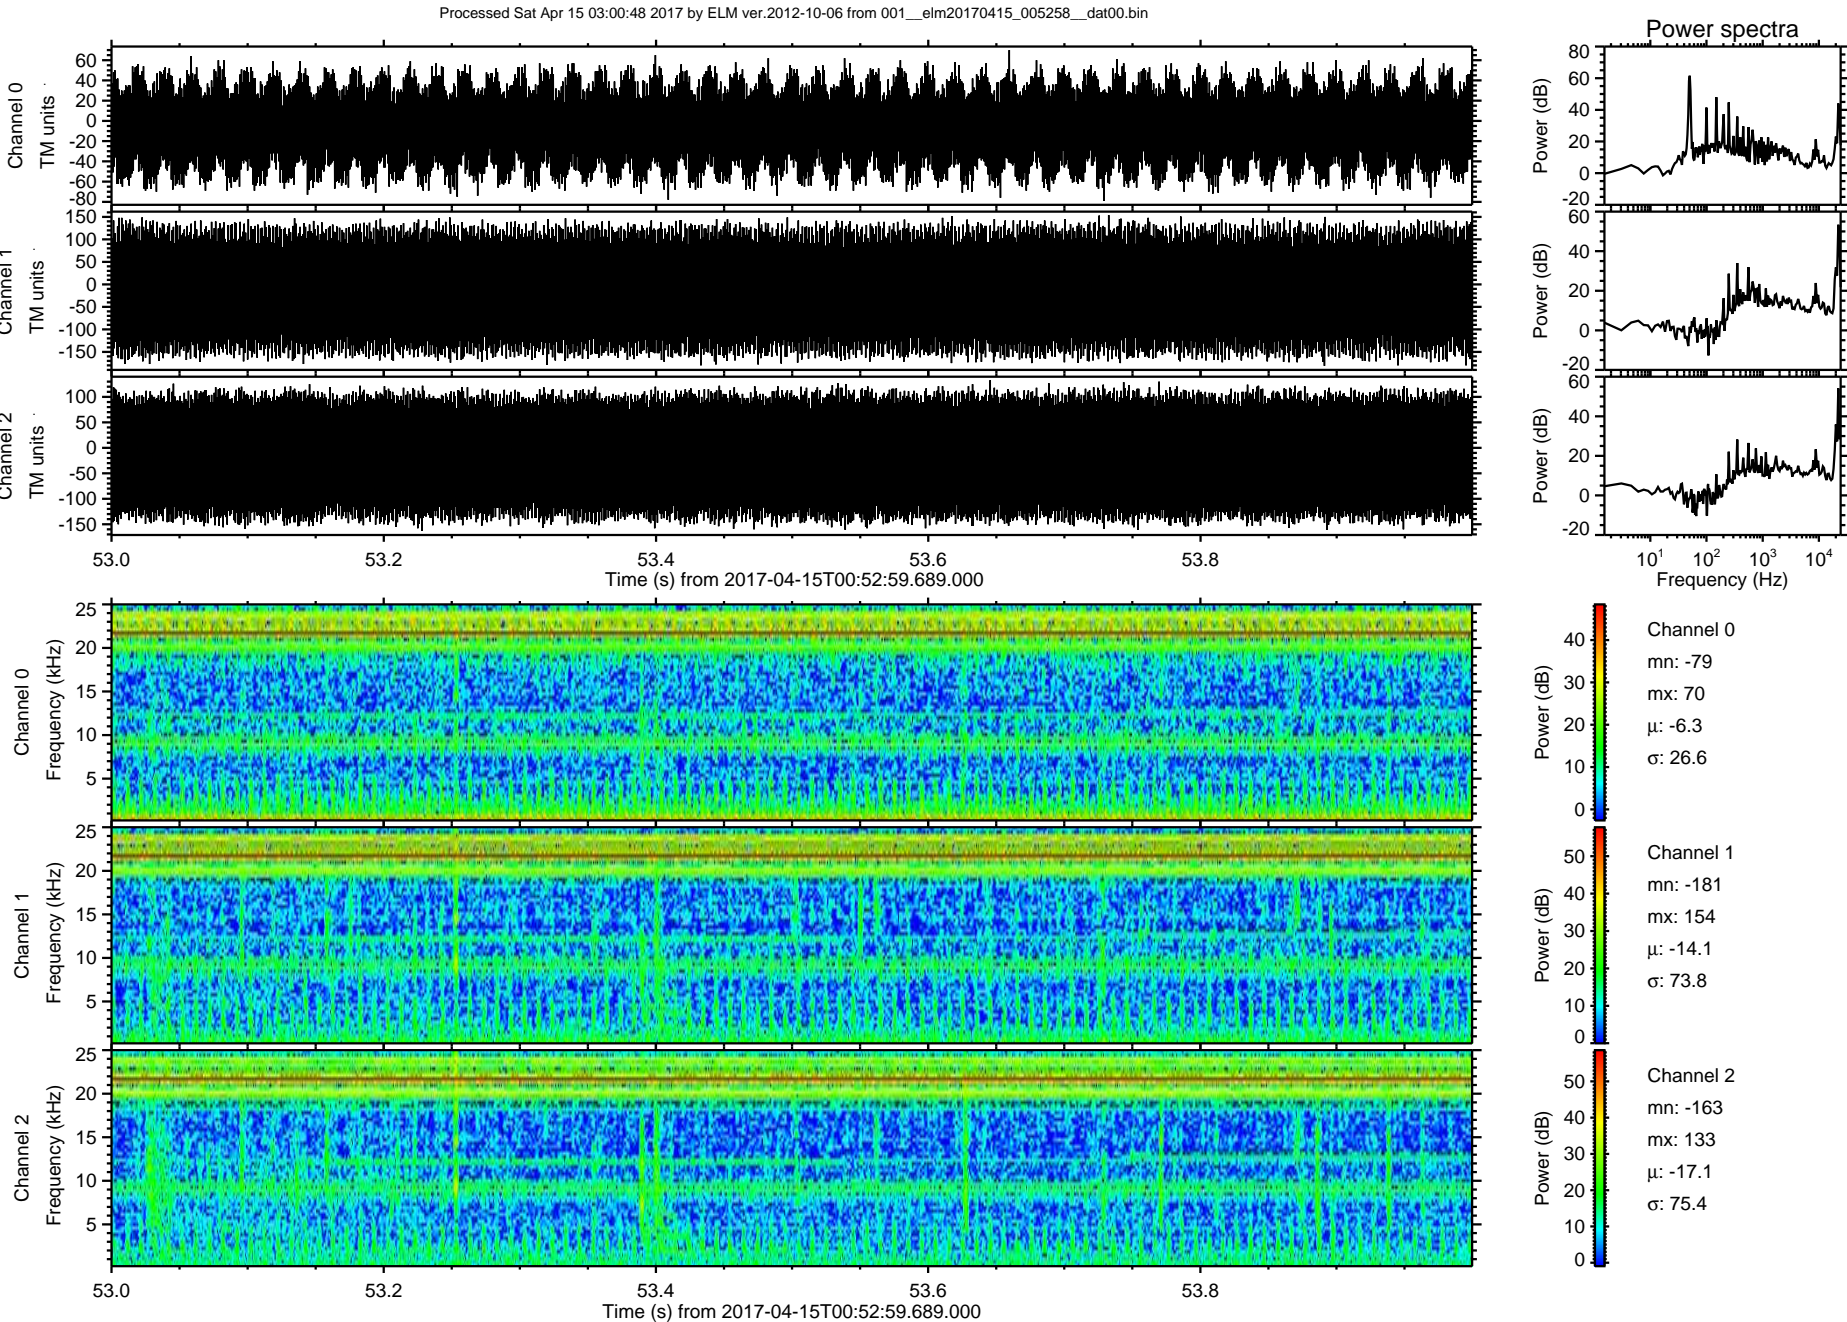 Processed Sat Apr 15 03:00:48 2017 by ELM ver.2012-10-06 from 001__elm20170415_005258__dat00.bin
Power spectra
Channel 0
TM units
60
40
20
0
-20
-40
-60
-80
Power (dB)
80
60
40
20
0
-20
Channel 1
TM units
150
100
50
0
-50
-100
-150
Power (dB)
60
40
20
0
-20
Channel 2
TM units
100
50
0
-50
-100
-150
Power (dB)
60
40
20
0
-20
53.0 53.2 53.4 53.6 53.8
Time (s) from 2017-04-15T00:52:59.689.000
10^1 10^2 10^3 10^4
Frequency (Hz)
Channel 0
Frequency (kHz)
25
20
15
10
5
Power (dB)
40
30
20
10
0
Channel 0
mn: -79
mx: 70
μ: -6.3
σ: 26.6
Channel 1
Frequency (kHz)
25
20
15
10
5
Power (dB)
50
40
30
20
10
0
Channel 1
mn: -181
mx: 154
μ: -14.1
σ: 73.8
Channel 2
Frequency (kHz)
25
20
15
10
5
Power (dB)
50
40
30
20
10
0
Channel 2
mn: -163
mx: 133
μ: -17.1
σ: 75.4
53.0 53.2 53.4 53.6 53.8
Time (s) from 2017-04-15T00:52:59.689.000